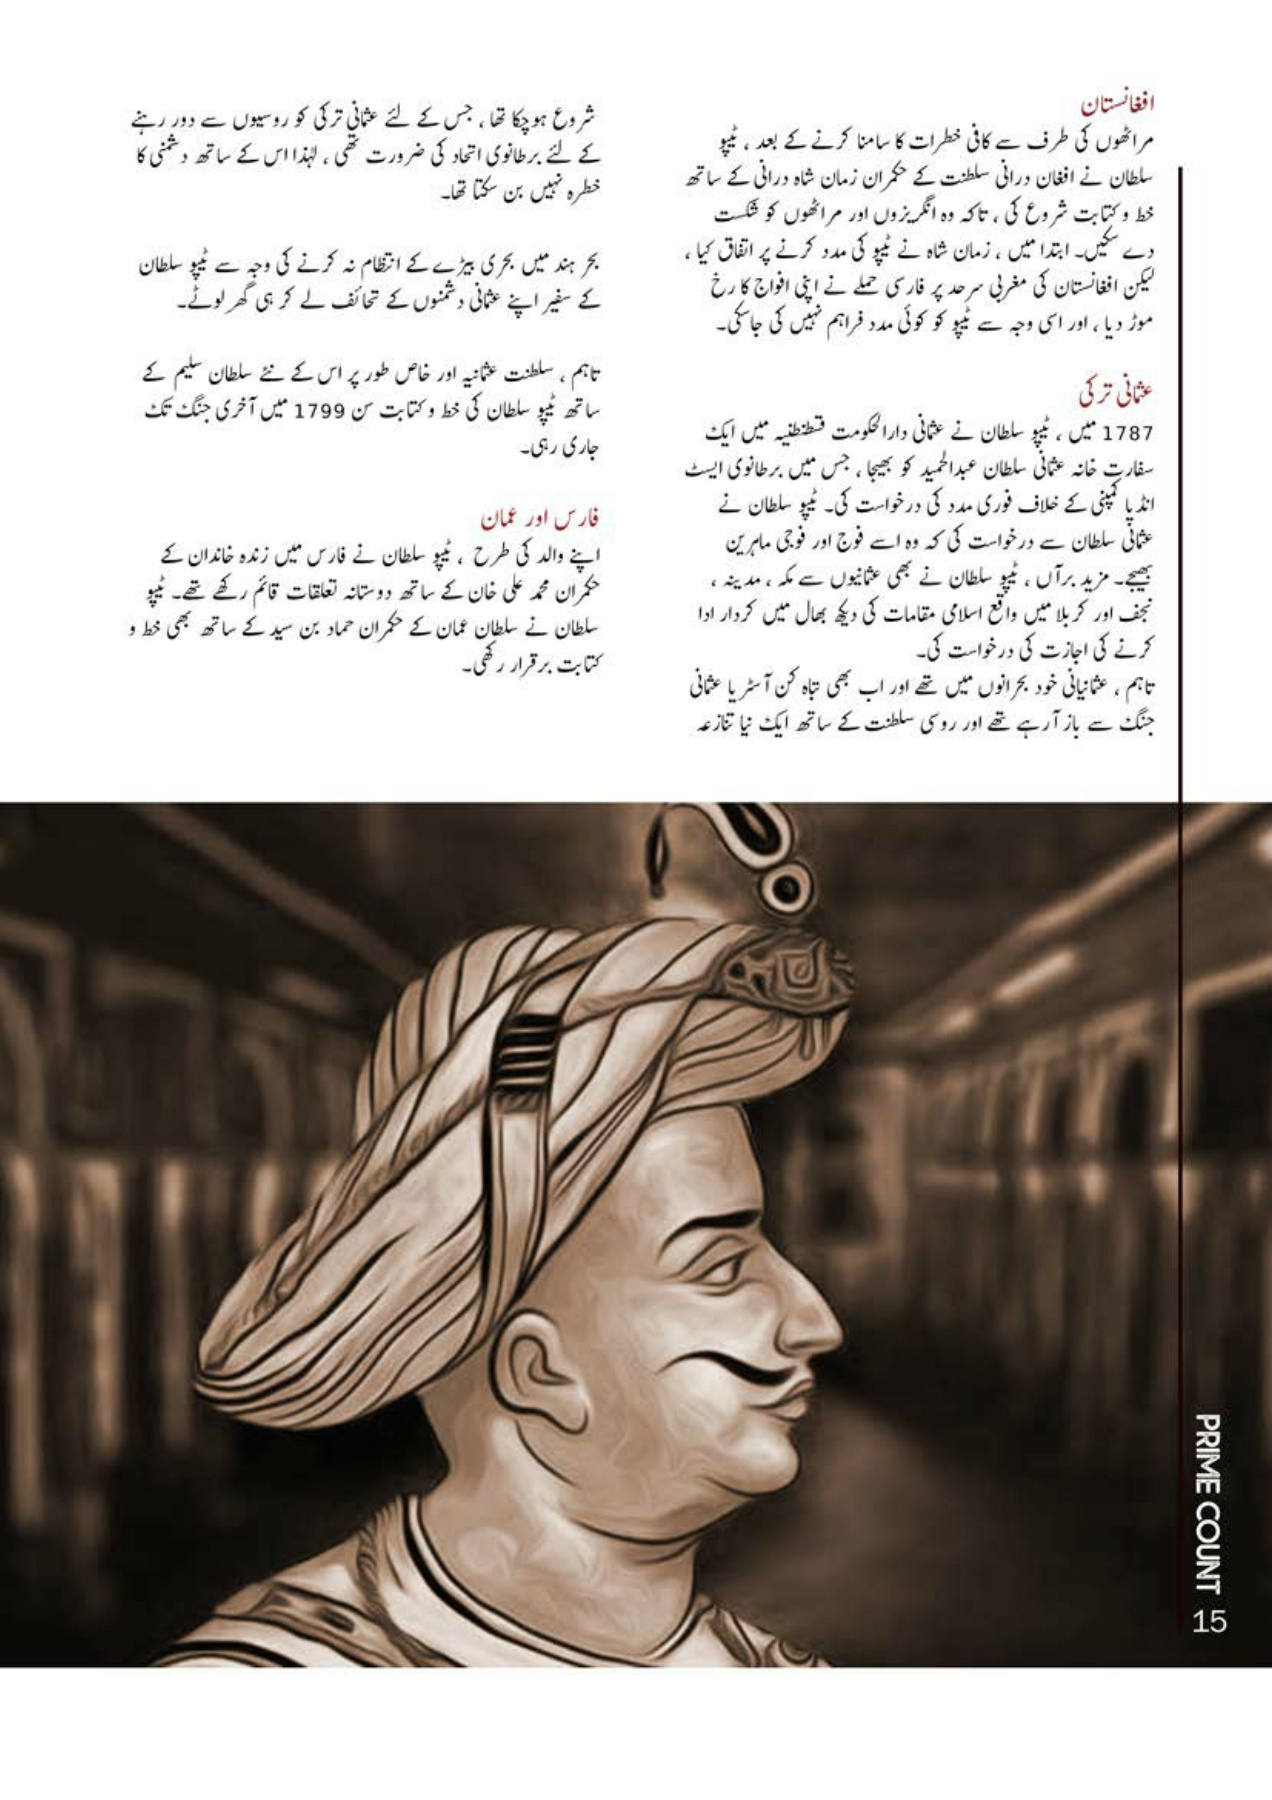 افغانستان
مراٹھوں کی طرف سے کافی خطرات کا سامنا کرنے کے بعد ، ٹیپو
سلطان نے افغان درانی سلطنت کے حکمران زمان شاہ درانی کے ساتھ
خط و کتابت شروع کی ، تاکہ وہ انگریزوں اور مراٹھوں کو شکست
دے سکیں۔ ابتدا میں ، زمان شاہ نے ٹیپو کی مدد کرنے پر اتفاق کیا ،
لیکن افغانستان کی مغربی سرحد پر فارسی حملے نے اپنی افواج کا رخ
موڑ دیا ، اور اسی وجہ سے ٹیپو کو کوئی مدد فراہم نہیں کی جاسکی۔
عثمانی ترکی
1787 میں ، ٹیپو سلطان نے عثمانی دارالحکومت قسطنطنیہ میں ایک
سفارت خانہ عثمانی سلطان عبدالحمید کو بھیجا ، جس میں برطانوی ایسٹ
انڈیا کمپنی کے خلاف فوری مدد کی درخواست کی۔ ٹیپو سلطان نے
عثمانی سلطان سے درخواست کی کہ وہ اسے فوج اور فوجی ماہرین
بھیجے۔ مزید برآں ، ٹیپو سلطان نے بھی عثمانیوں سے مکہ ، مدینہ ،
نجف اور کربلا میں واقع اسلامی مقامات کی دیکھ بھال میں کردار ادا
کرنے کی اجازت کی درخواست کی۔
تاہم ، عثمانیانی خود بحرانوں میں تھے اور اب بھی تباہ کن آسٹریا عثمانی
جنگ سے باز آرہے تھے اور روسی سلطنت کے ساتھ ایک نیا تنازعہ
شروع ہوچکا تھا ، جس کے لئے عثمانی ترکی کو روسیوں سے دور رہنے
کے لئے برطانوی اتحاد کی ضرورت تھی ، لہٰذا اس کے ساتھ دشمنی کا
خطرہ نہیں بن سکتا تھا۔
بحر ہند میں بحری بیڑے کے انتظام نہ کرنے کی وجہ سے ٹیپو سلطان
کے سفیر اپنے عثمانی دشمنوں کے تحائف لے کر ہی گھر لوٹے۔
تاہم ، سلطنت عثمانیہ اور خاص طور پر اس کے نئے سلطان سلیم کے
ساتھ ٹیپو سلطان کی خط و کتابت سن 1799 میں آخری جنگ تک
جاری رہی۔
فارس اور عمان
اپنے والد کی طرح ، ٹیپو سلطان نے فارس میں زندہ خاندان کے
حکمران محمد علی خان کے ساتھ دوستانہ تعلقات قائم رکھے تھے۔ ٹیپو
سلطان نے سلطان عمان کے حکمران حماد بن سید کے ساتھ بھی خط و
کتابت برقرار رکھی۔
PRIME COUNT 15